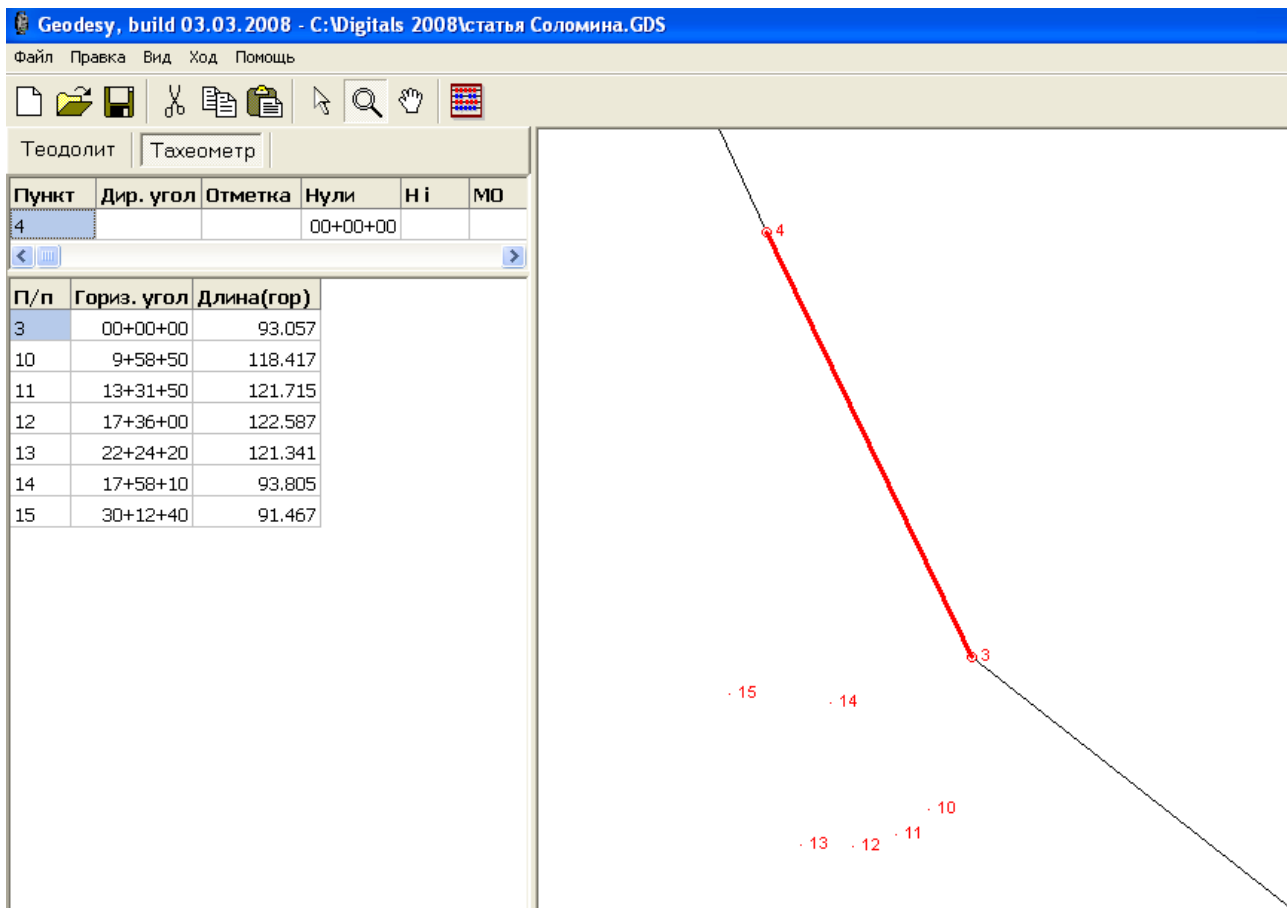 Geodesy, build 03.03.2008 - C:\Digitals 2008\статья Соломина.GDS
Файл Правка Вид Ход Помощь
Теодолит Тахеометр
Пункт Дир. угол Отметка Нули H i МО
4 00+00+00
П/п Гориз. угол Длина(гор)
3 00+00+00 93.057
10 9+58+50 118.417
11 13+31+50 121.715
12 17+36+00 122.587
13 22+24+20 121.341
14 17+58+10 93.805
15 30+12+40 91.467
4
3
15
14
10
11
13 12